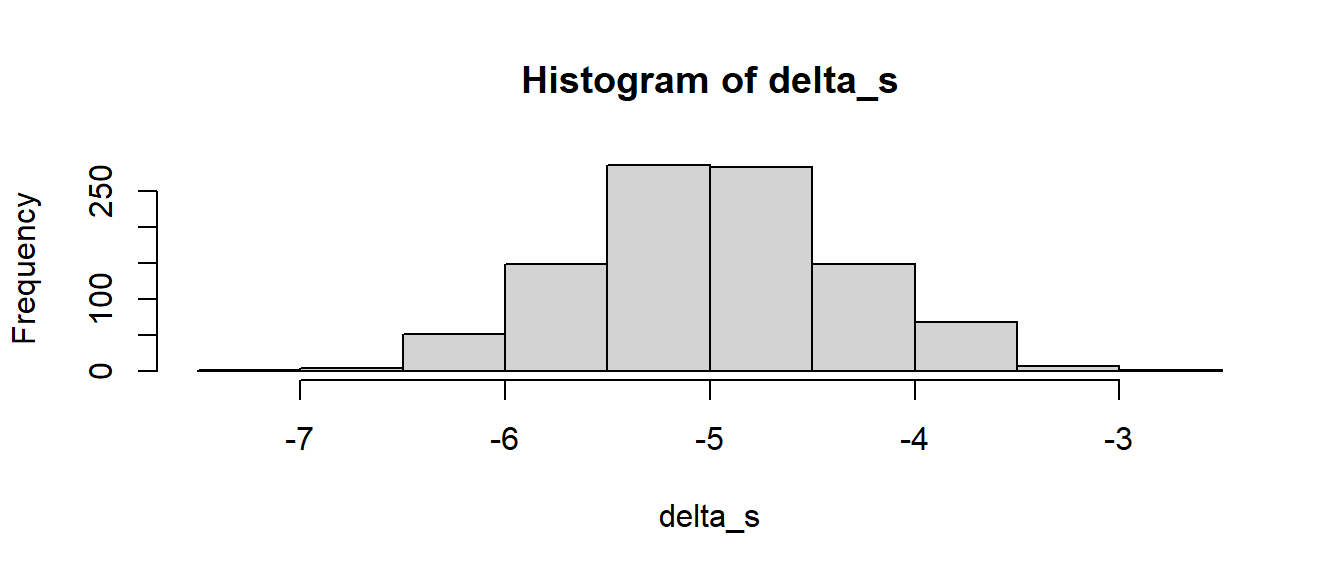 Histogram of delta_s
Frequency
250
100
0
-7 -6 -5 -4 -3
delta_s